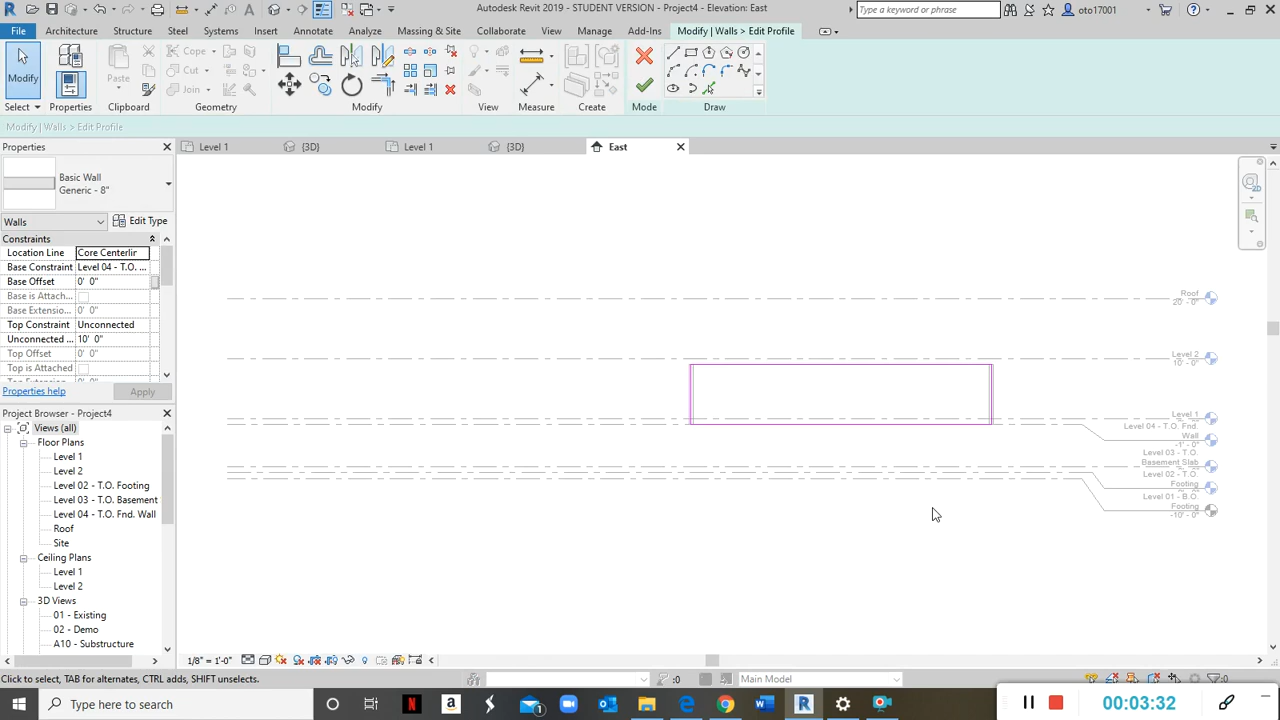 Autodesk Revit 2019 - STUDENT VERSION - Project4 - Elevation: East
Type a keyword or phrase
oto17001
File
Architecture
Structure
Steel
Systems
Insert
Annotate
Analyze
Massing & Site
Collaborate
View
Manage
Add-Ins
Modify | Walls > Edit Profile
Modify
Paste
Cope
Cut
Join
Select
Properties
Clipboard
Geometry
Modify
View
Measure
Create
Mode
Draw
Modify | Walls > Edit Profile
Properties
Level 1
{3D}
Level 1
{3D}
East
2D
Basic Wall
Generic - 8"
Walls
Edit Type
Constraints
Location Line
Core Centerlir
Base Constraint
Level 04 - T.O. ...
Base Offset
0' 0"
Base is Attach...
Base Extensio...
Top Constraint
Unconnected
Unconnected ...
10' 0"
Top Offset
0' 0"
Top is Attached
Properties help
Apply
Project Browser - Project4
Views (all)
Floor Plans
Level 1
Level 2
Level 02 - T.O. Footing
Level 03 - T.O. Basement
Level 04 - T.O. Fnd. Wall
Roof
Site
Ceiling Plans
Level 1
Level 2
3D Views
01 - Existing
02 - Demo
A10 - Substructure
Roof
20' - 0"
Level 2
10' - 0"
Level 1
Level 04 - T.O. Fnd.
Wall
-1' - 0"
Level 03 - T.O.
Basement Slab
Level 02 - T.O.
Footing
Level 01 - B.O.
Footing
-10' - 0"
1/8" = 1'-0"
Click to select, TAB for alternates, CTRL adds, SHIFT unselects.
:0
Main Model
:0
Type here to search
00:03:32